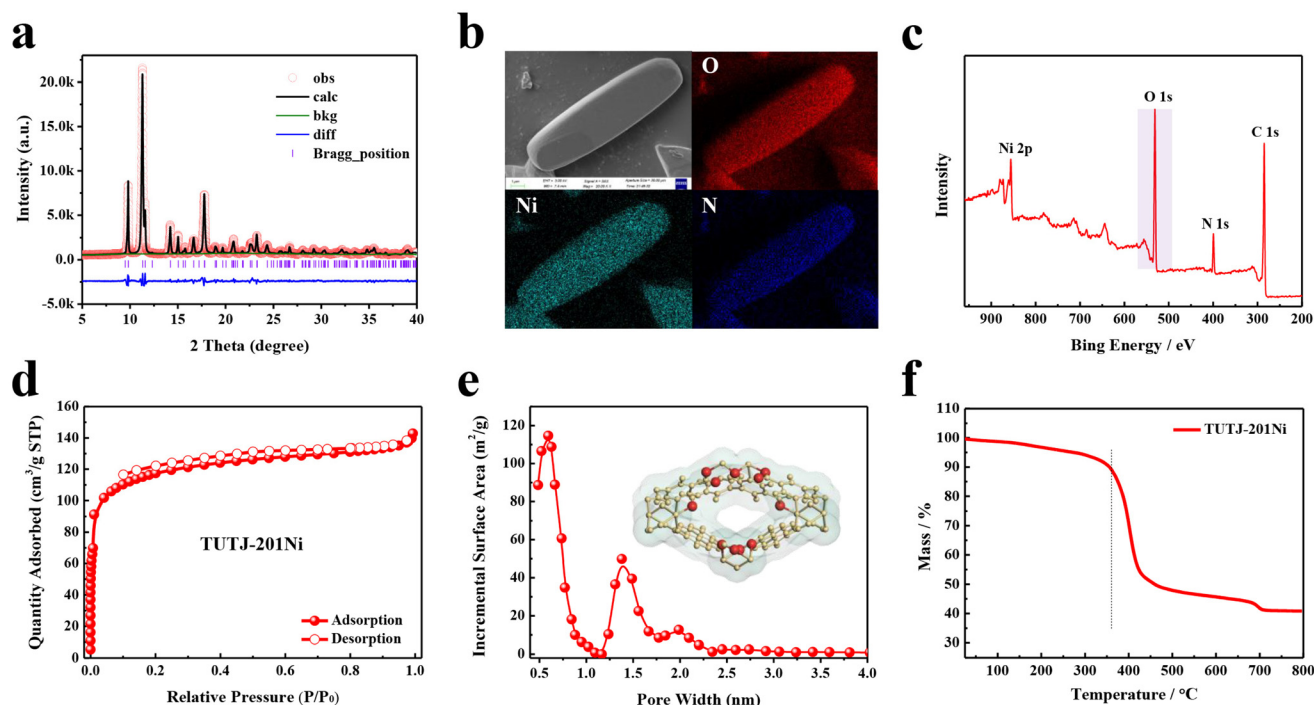 a
20.0k
15.0k
10.0k
5.0k
0.0
-5.0k
5 10 15 20 25 30 35 40
Intensity (a.u.)
2 Theta (degree)
obs
calc
bkg
diff
Bragg_position
b
O
Ni
N
c
Ni 2p
O 1s
N 1s
C 1s
Intensity
900 800 700 600 500 400 300 200
Bing Energy / eV
d
160
140
120
100
80
60
40
20
0
0.0 0.2 0.4 0.6 0.8 1.0
Quantity Adsorbed (cm³/g STP)
Relative Pressure (P/P₀)
TUTJ-201Ni
Adsorption
Desorption
e
120
100
80
60
40
20
0
0.5 1.0 1.5 2.0 2.5 3.0 3.5 4.0
Incremental Surface Area (m²/g)
Pore Width (nm)
f
110
100
90
80
70
60
50
40
30
100 200 300 400 500 600 700 800
Mass / %
Temperature / °C
TUTJ-201Ni